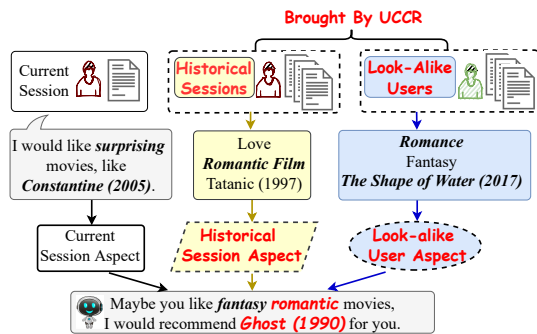 Brought By UCCR
Current
Session
Historical
Sessions
Look-Alike
Users
I would like surprising
movies, like
Constantine (2005).
Love
Romantic Film
Tatanic (1997)
Romance
Fantasy
The Shape of Water (2017)
Current
Session Aspect
Historical
Session Aspect
Look-alike
User Aspect
Maybe you like fantasy romantic movies,
I would recommend Ghost (1990) for you.